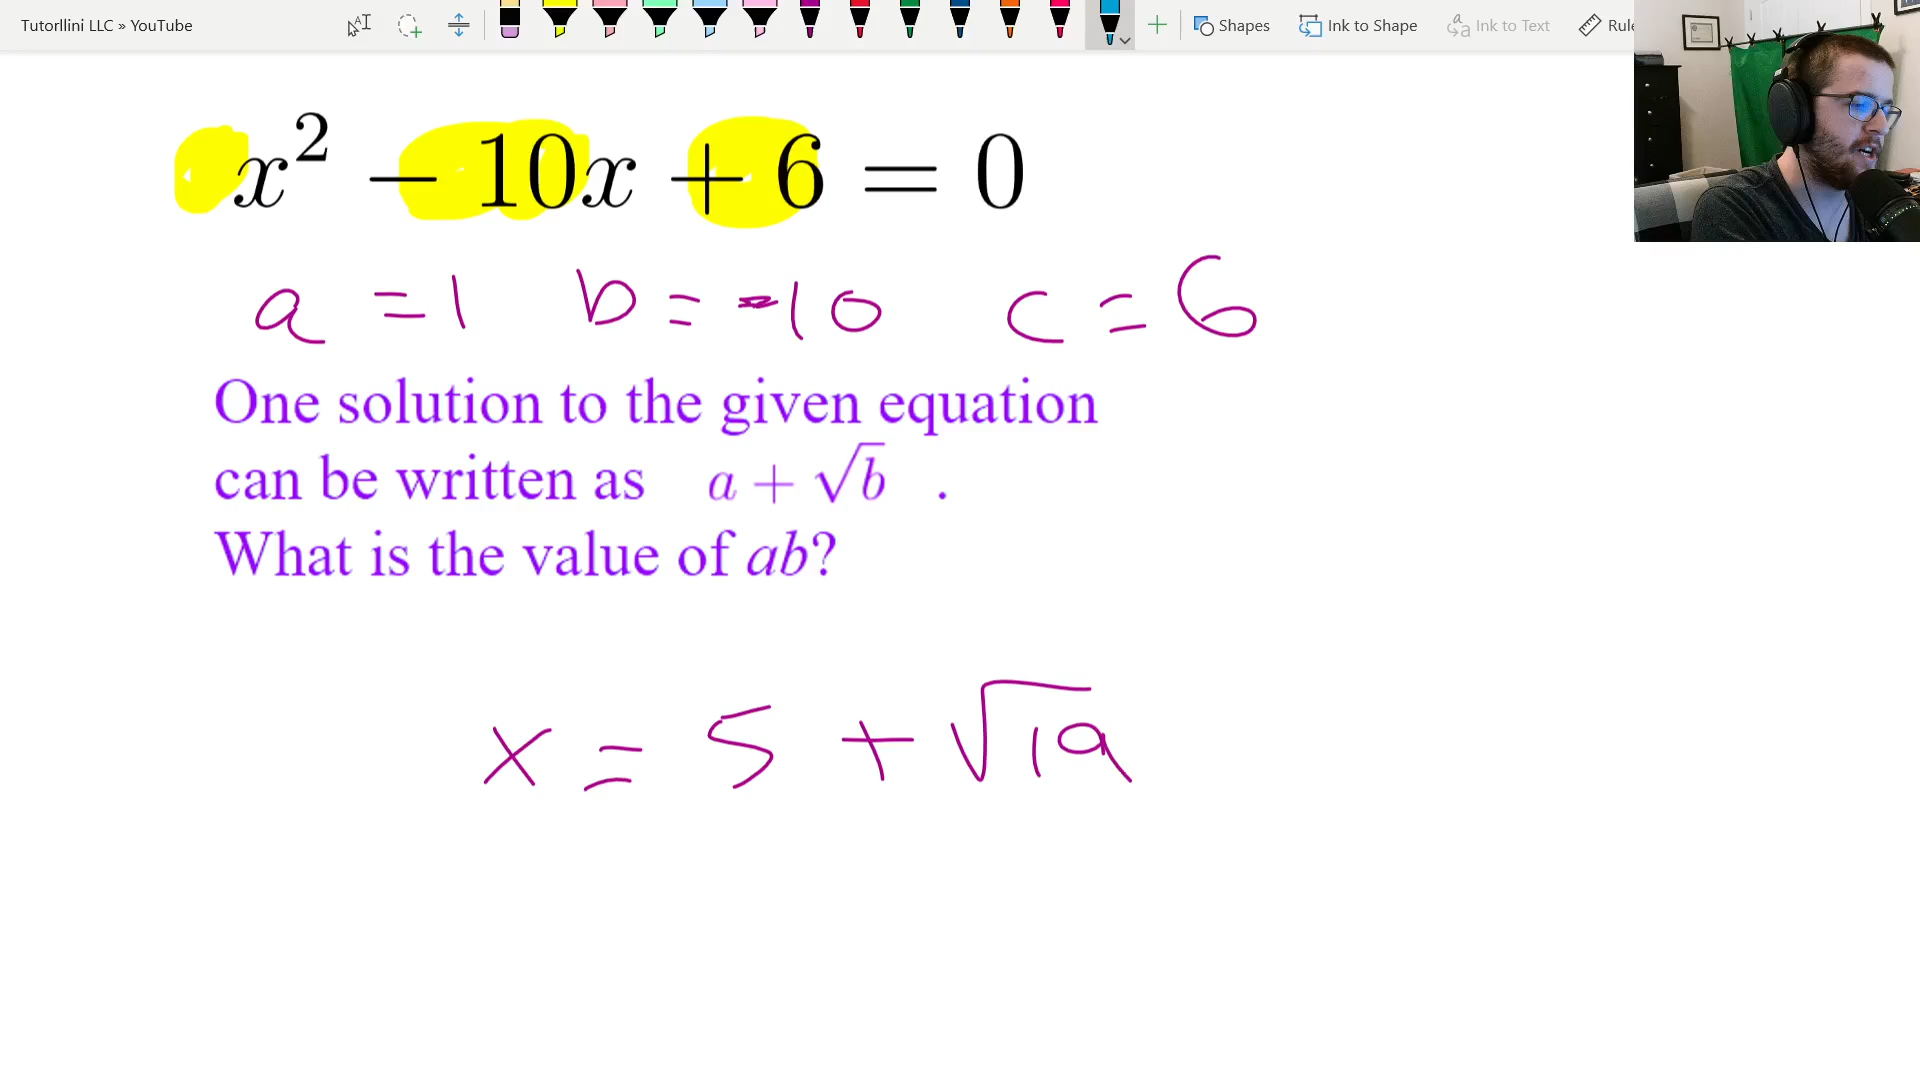 Tutorllini LLC » YouTube
Shapes Ink to Shape Ink to Text Rule
x² − 10x + 6 = 0
a = 1 b = -10 c = 6
One solution to the given equation
can be written as a + √b .
What is the value of ab?
x = 5 + √19